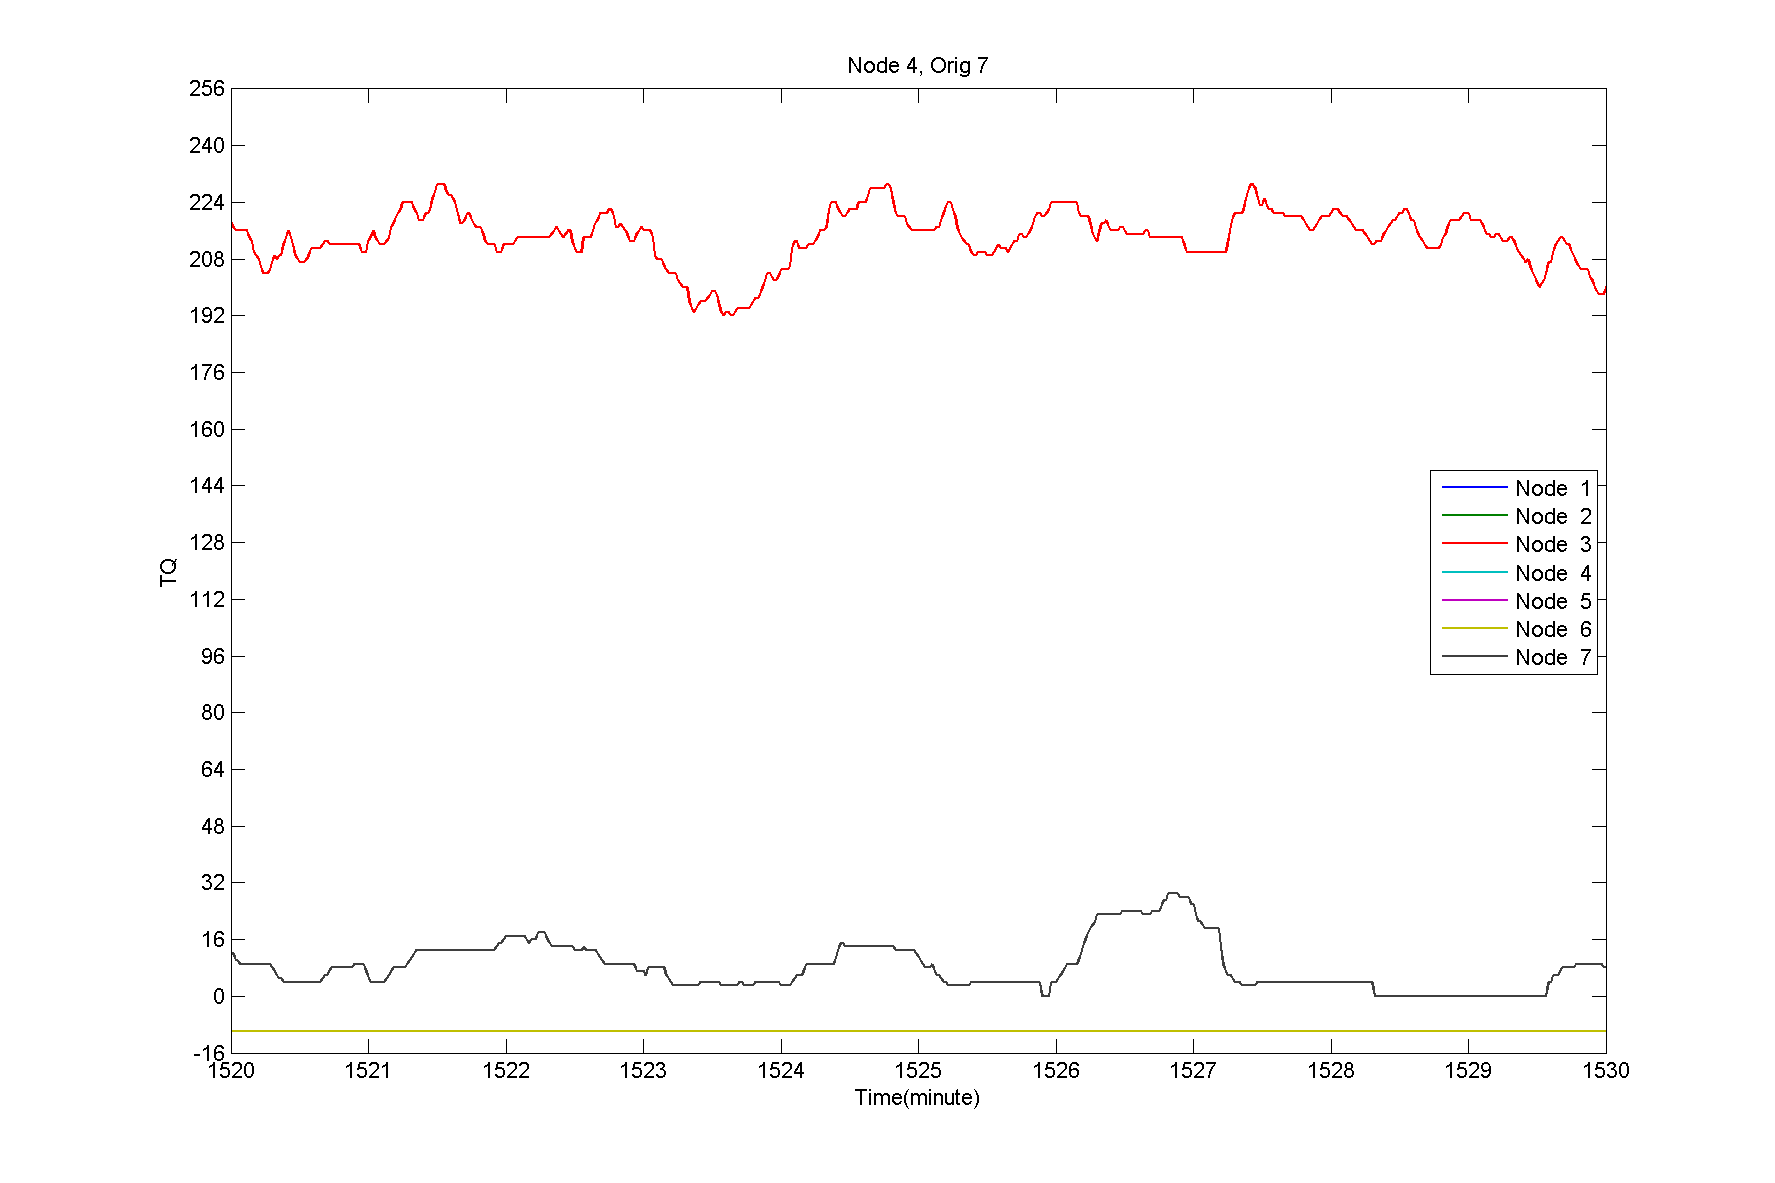 Node 4, Orig 7
256
240
224
208
192
176
160
144
128
112
96
80
64
48
32
16
0
-16
TQ
Node 1
Node 2
Node 3
Node 4
Node 5
Node 6
Node 7
1520 1521 1522 1523 1524 1525 1526 1527 1528 1529 1530
Time(minute)